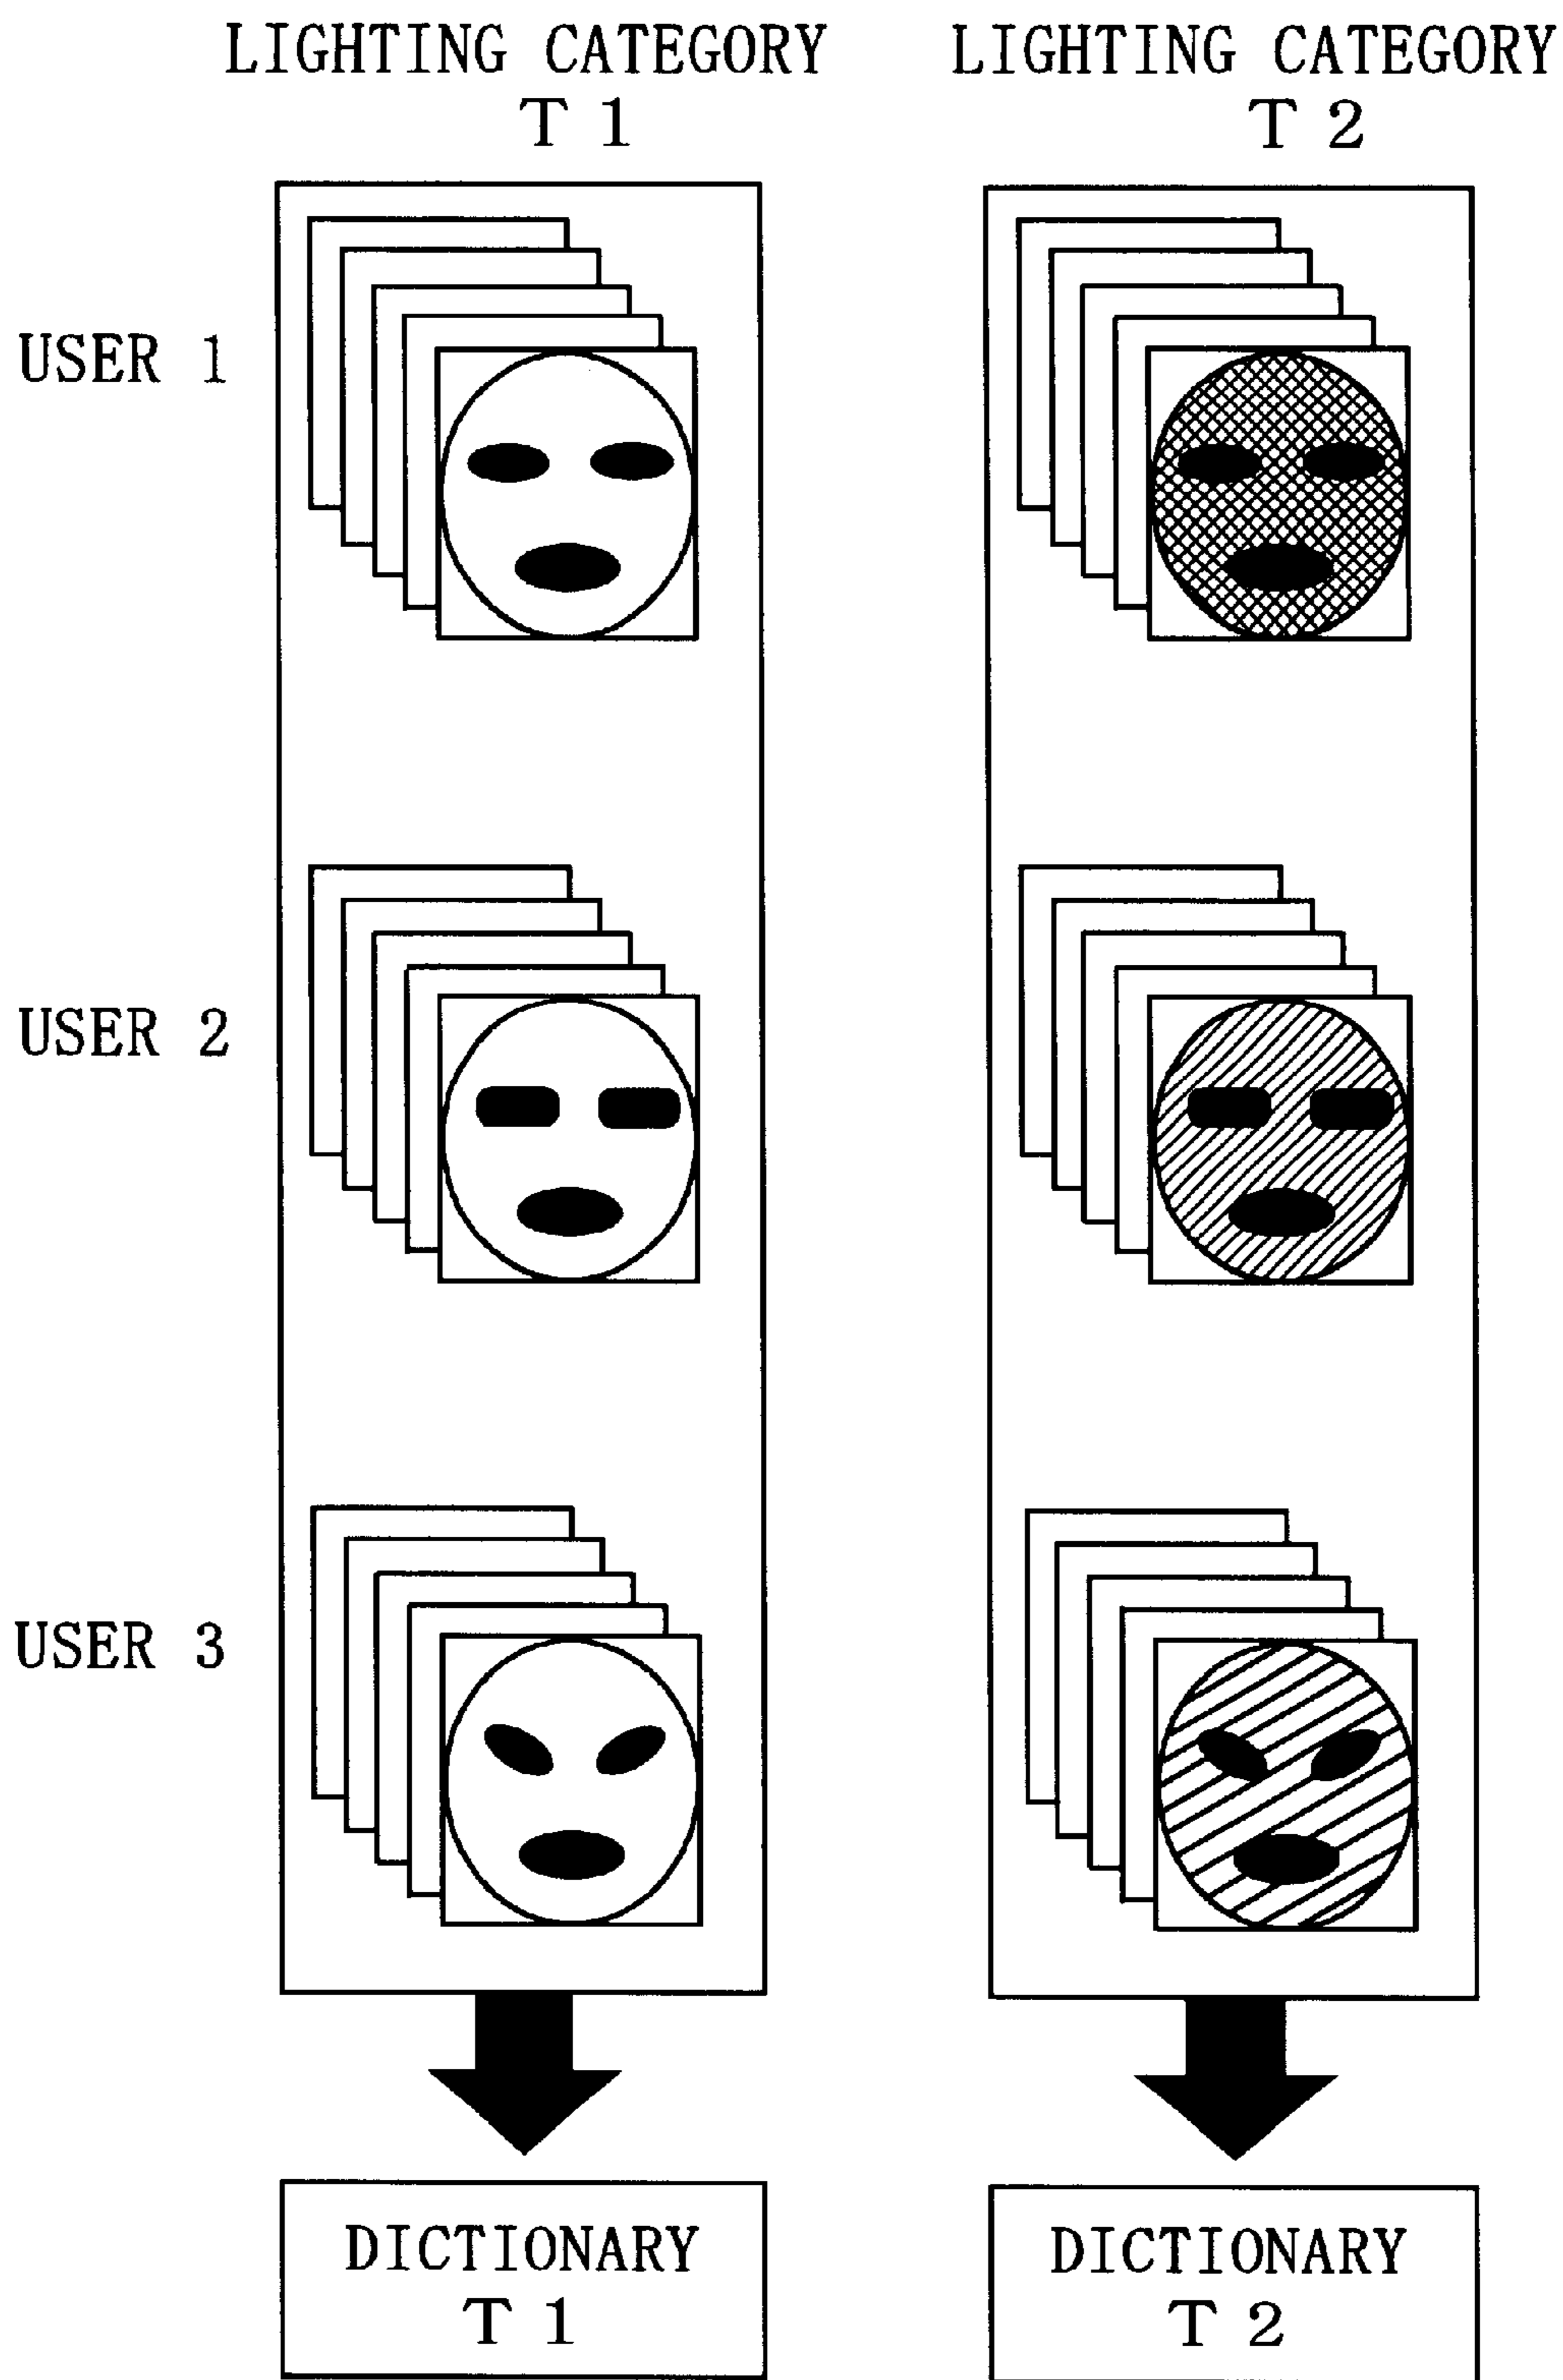 LIGHTING CATEGORY
T 1
LIGHTING CATEGORY
T 2
USER 1
USER 2
USER 3
DICTIONARY
T 1
DICTIONARY
T 2